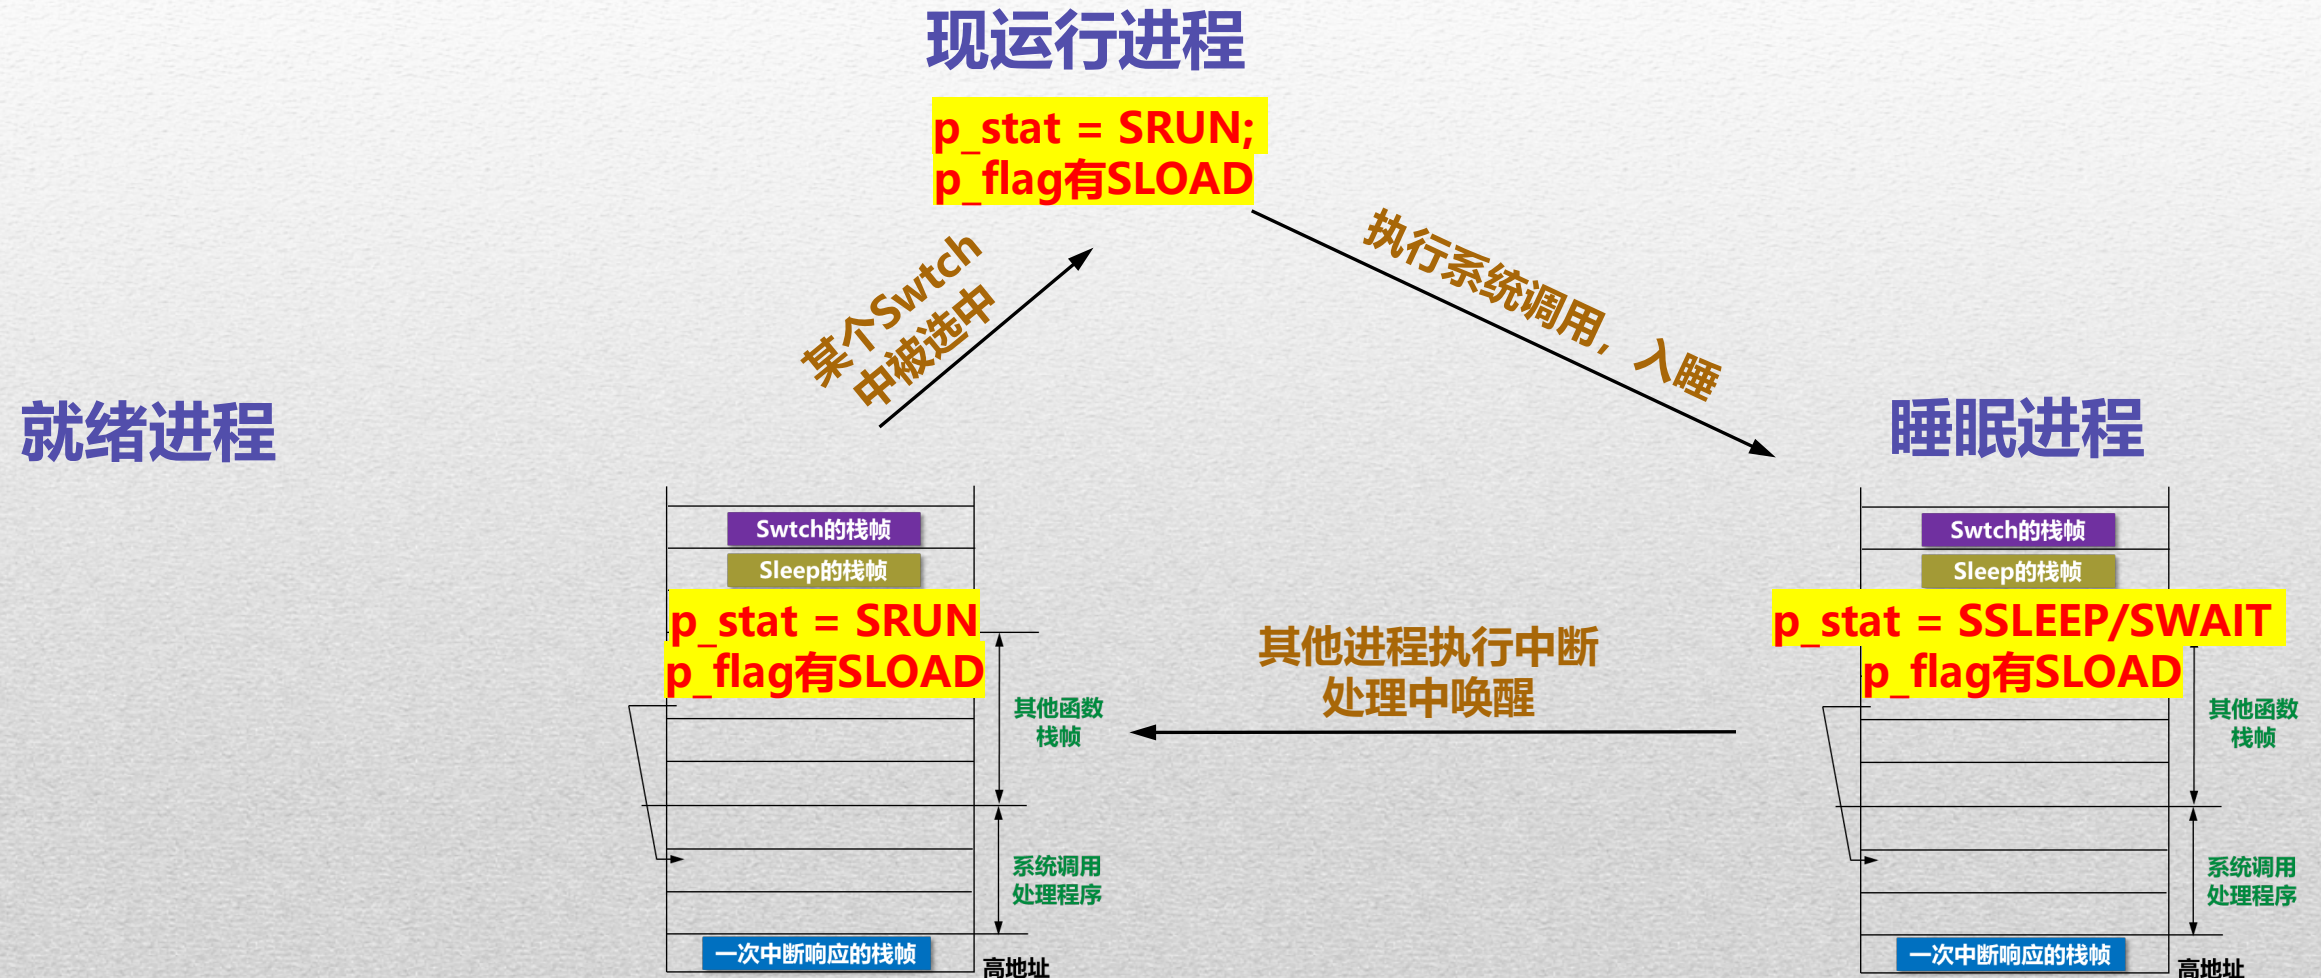 现运行进程
p_stat = SRUN;
p_flag有SLOAD
某个Swtch
中被选中
执行系统调用，入睡
就绪进程
睡眠进程
Swtch的栈帧
Sleep的栈帧
p_stat = SRUN
p_flag有SLOAD
其他函数
栈帧
系统调用
处理程序
一次中断响应的栈帧
高地址
其他进程执行中断
处理中唤醒
Swtch的栈帧
Sleep的栈帧
p_stat = SSLEEP/SWAIT
p_flag有SLOAD
其他函数
栈帧
系统调用
处理程序
一次中断响应的栈帧
高地址